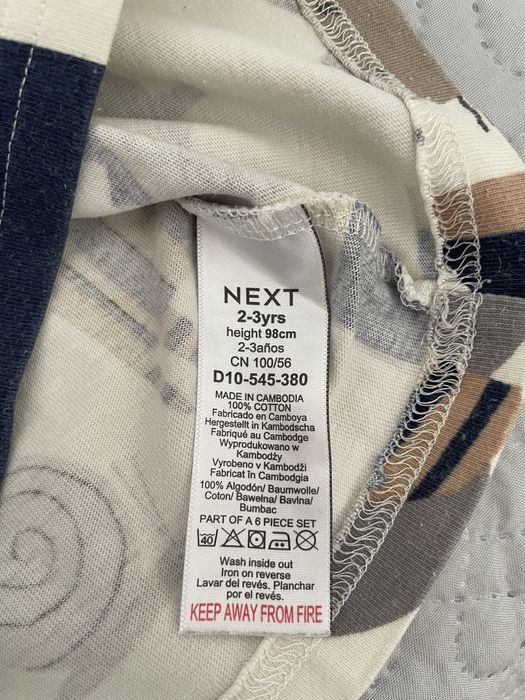 NEXT
2-3yrs
height 98cm
2-3años
CN 100/56
D10-545-380
MADE IN CAMBODIA
100% COTTON
Fabricado en Camboya
Hergestellt in Kambodscha
Fabriqué au Cambodge
Wyprodukowano w
Kambodży
Vyrobeno v Kambodži
Fabricat în Cambodgia
100% Algodón/ Baumwolle/
Coton/ Bawełna/ Bavlna/
Bumbac
PART OF A 6 PIECE SET
40
Wash inside out
Iron on reverse
Lavar del revés. Planchar
por el revés.
KEEP AWAY FROM FIRE